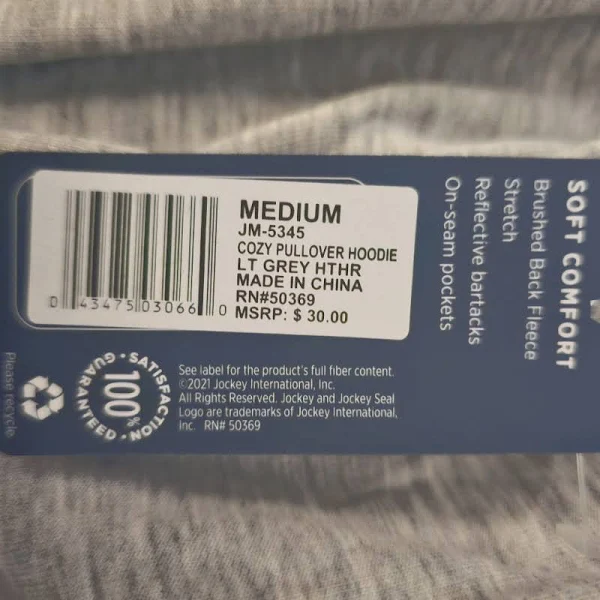 MEDIUM
JM-5345
COZY PULLOVER HOODIE
LT GREY HTHR
MADE IN CHINA
RN#50369
MSRP: $ 30.00
0 43475 03066 0
SOFT COMFORT
Brushed Back Fleece
Stretch
Reflective bartacks
On-seam pockets
See label for the product's full fiber content.
©2021 Jockey International, Inc.
All Rights Reserved. Jockey and Jockey Seal
Logo are trademarks of Jockey International,
Inc. RN# 50369
SATISFACTION
100%
GUARANTEED
Please recycle